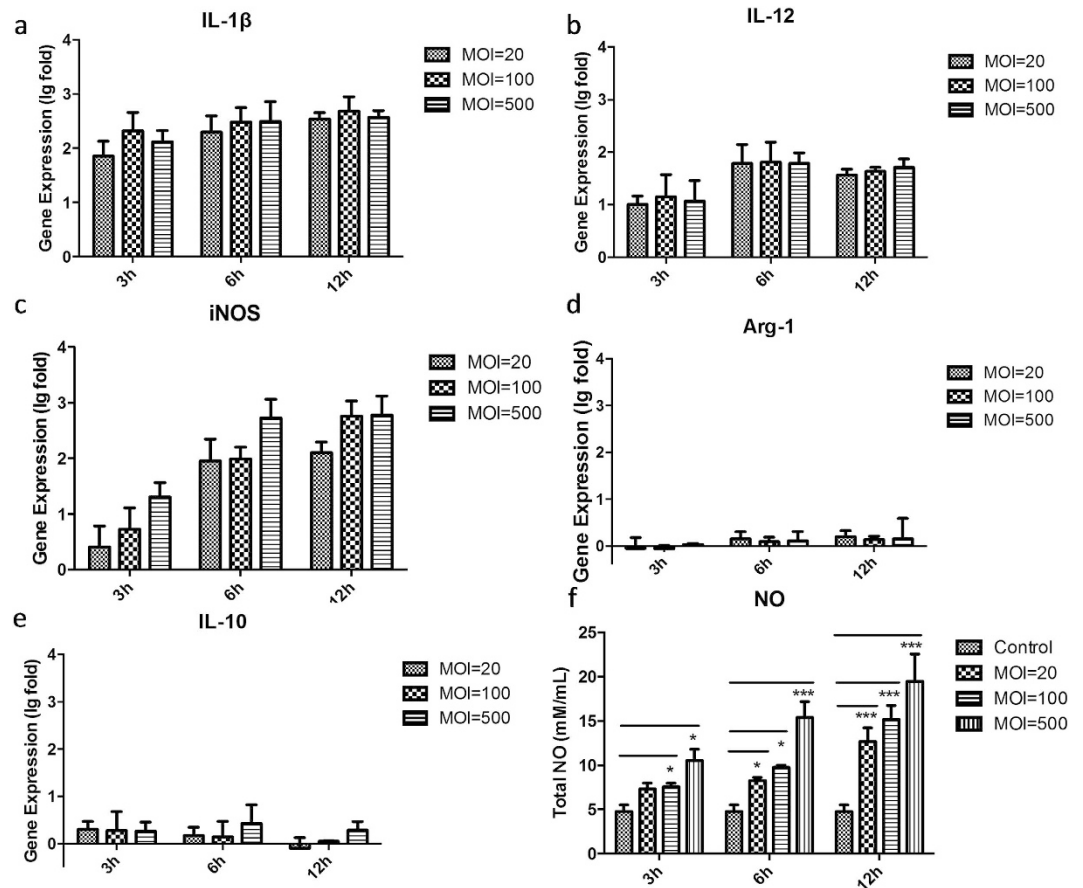 a
IL-1β
Gene Expression (lg fold)
4
3
2
1
0
3h
6h
12h
MOI=20
MOI=100
MOI=500
b
IL-12
Gene Expression (lg fold)
4
3
2
1
0
3h
6h
12h
MOI=20
MOI=100
MOI=500
c
iNOS
Gene Expression (lg fold)
4
3
2
1
0
3h
6h
12h
MOI=20
MOI=100
MOI=500
d
Arg-1
Gene Expression (lg fold)
4
3
2
1
0
3h
6h
12h
MOI=20
MOI=100
MOI=500
e
IL-10
Gene Expression (lg fold)
4
3
2
1
0
3h
6h
12h
MOI=20
MOI=100
MOI=500
f
NO
Total NO (mM/mL)
25
20
15
10
5
0
*
*
*
*
***
***
***
***
3h
6h
12h
Control
MOI=20
MOI=100
MOI=500